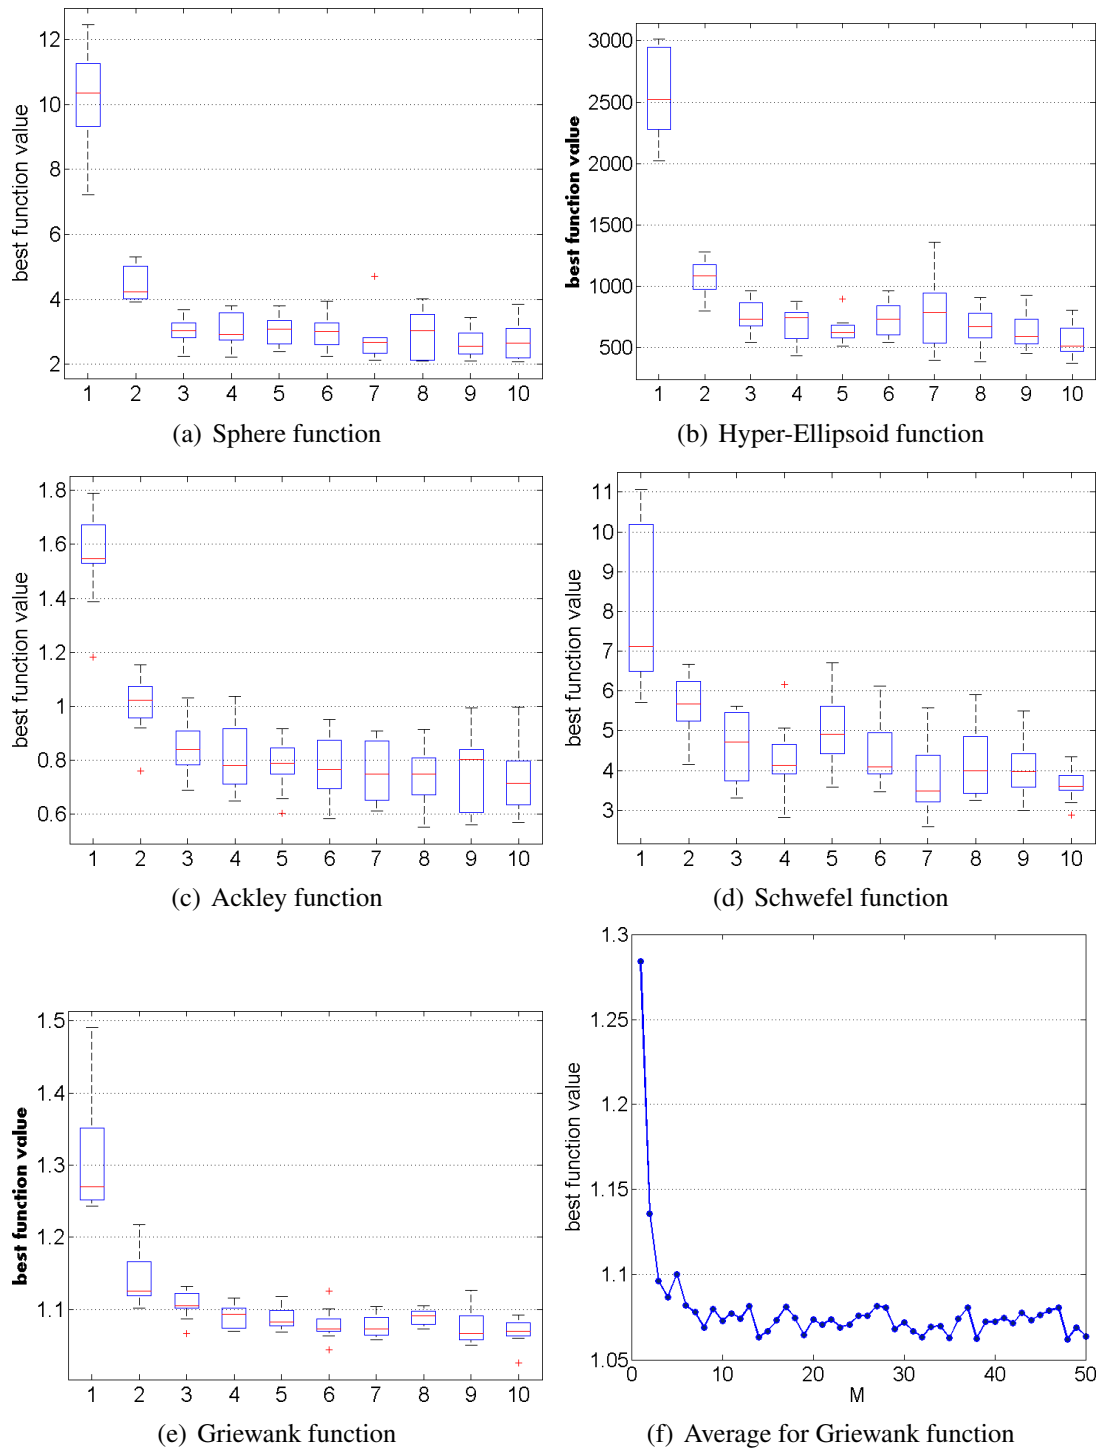 12
10
8
6
4
2
best function value
1 2 3 4 5 6 7 8 9 10
(a) Sphere function
3000
2500
2000
1500
1000
500
best function value
1 2 3 4 5 6 7 8 9 10
(b) Hyper-Ellipsoid function
1.8
1.6
1.4
1.2
1
0.8
0.6
best function value
1 2 3 4 5 6 7 8 9 10
(c) Ackley function
11
10
9
8
7
6
5
4
3
best function value
1 2 3 4 5 6 7 8 9 10
(d) Schwefel function
1.5
1.4
1.3
1.2
1.1
best function value
1 2 3 4 5 6 7 8 9 10
(e) Griewank function
1.3
1.25
1.2
1.15
1.1
1.05
best function value
0 10 20 30 40 50
M
(f) Average for Griewank function